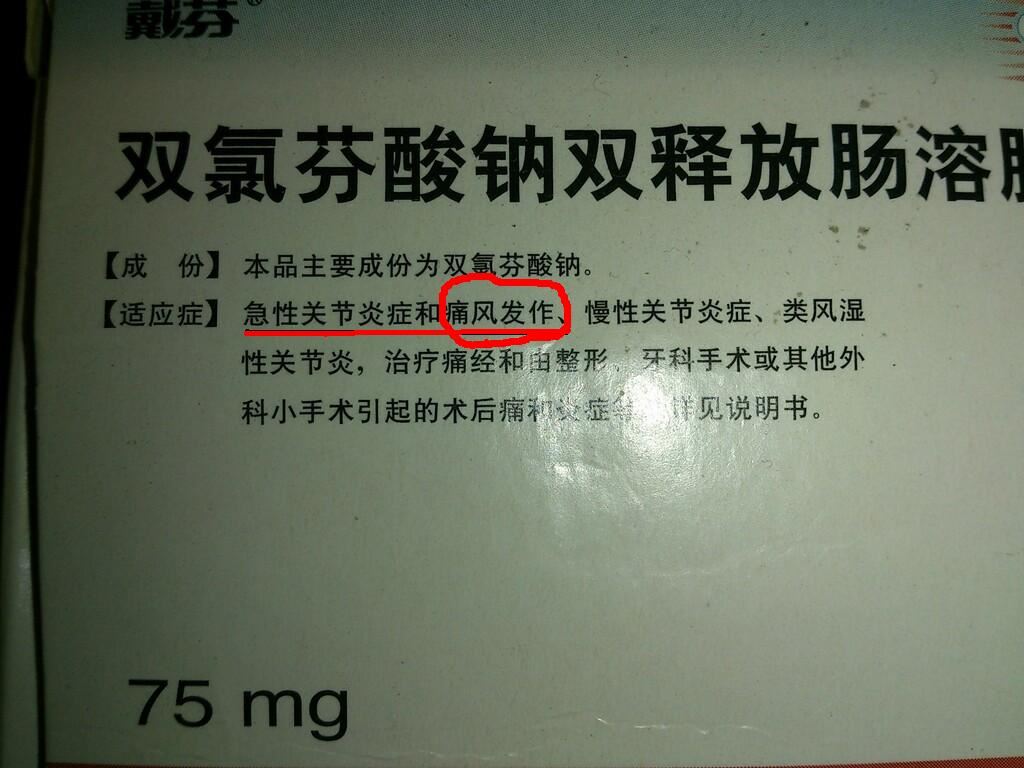 戴芬®
双氯芬酸钠双释放肠溶
【成 份】 本品主要成份为双氯芬酸钠。
【适应症】 急性关节炎症和痛风发作、慢性关节炎症、类风湿
性关节炎，治疗痛经和由整形、牙科手术或其他外
科小手术引起的术后痛和炎症 详见说明书。
75 mg